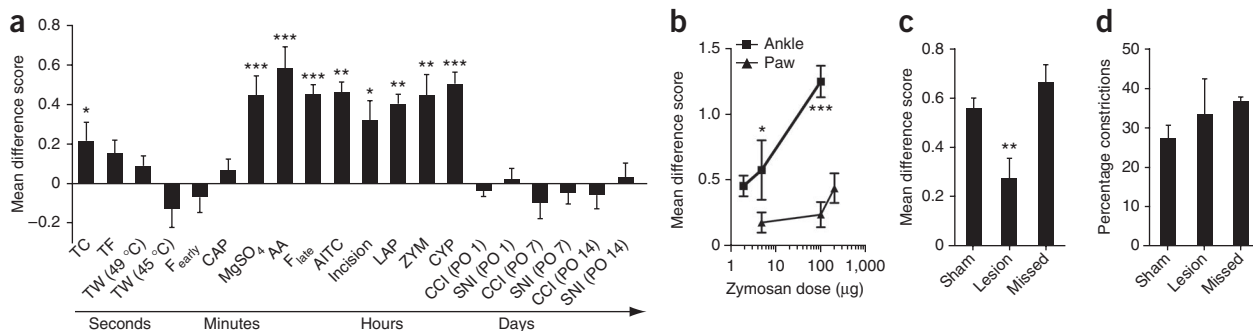 a
Mean difference score
0.8
0.6
0.4
0.2
0
−0.2
*
***
***
***
**
*
**
**
***
TC
TF
TW (49 °C)
TW (45 °C)
Fearly
CAP
MgSO4
AA
Flate
AITC
Incision
LAP
ZYM
CYP
CCI (PO 1)
SNI (PO 1)
CCI (PO 7)
SNI (PO 7)
CCI (PO 14)
SNI (PO 14)
Seconds Minutes Hours Days
b
Mean difference score
1.5
1.0
0.5
0
Ankle
Paw
*
***
1 10 100 1,000
Zymosan dose (μg)
c
Mean difference score
0.8
0.6
0.4
0.2
0
**
Sham
Lesion
Missed
d
Percentage constrictions
50
40
30
20
10
0
Sham
Lesion
Missed